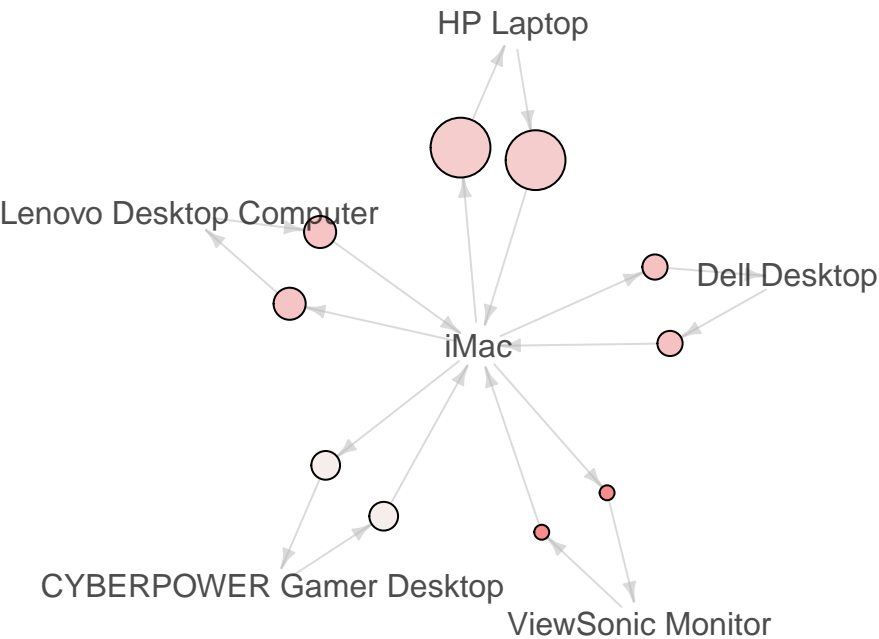 HP Laptop
Lenovo Desktop Computer
Dell Desktop
iMac
CYBERPOWER Gamer Desktop
ViewSonic Monitor